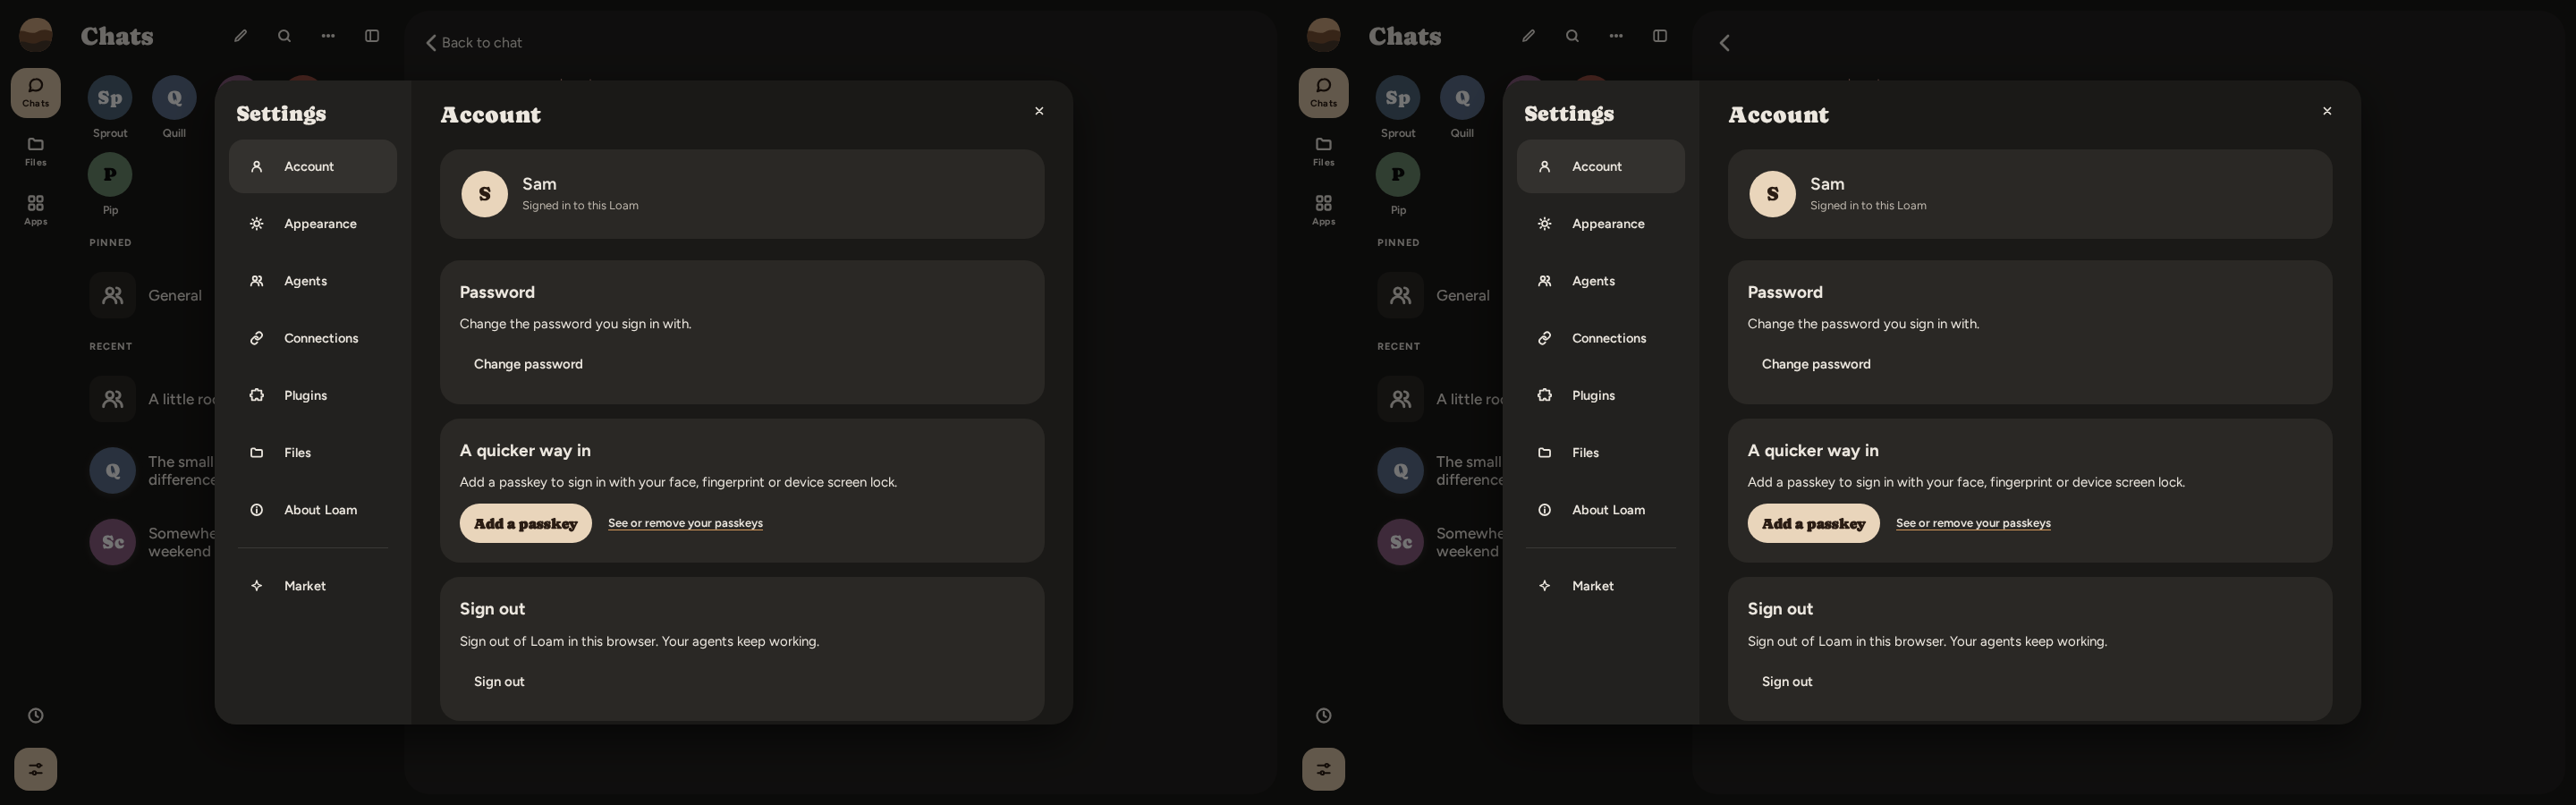 Chats
Back to chat
Chats
Files
Apps
Sp
Q
Sprout
Quill
P
Pip
PINNED
General
RECENT
A little
Q
The small
difference
Sc
weekend
Settings
Account
Appearance
Agents
Connections
Plugins
Files
About Loam
Market
Account
S
Sam
Signed in to this Loam
Password
Change the password you sign in with.
Change password
A quicker way in
Add a passkey to sign in with your face, fingerprint or device screen lock.
Add a passkey
See or remove your passkeys
Sign out
Sign out of Loam in this browser. Your agents keep working.
Sign out
Chats
Chats
Files
Apps
Sp
Q
Sprout
Quill
P
Pip
PINNED
General
RECENT
A little
Q
The small
difference
Sc
weekend
Settings
Account
Appearance
Agents
Connections
Plugins
Files
About Loam
Market
Account
S
Sam
Signed in to this Loam
Password
Change the password you sign in with.
Change password
A quicker way in
Add a passkey to sign in with your face, fingerprint or device screen lock.
Add a passkey
See or remove your passkeys
Sign out
Sign out of Loam in this browser. Your agents keep working.
Sign out